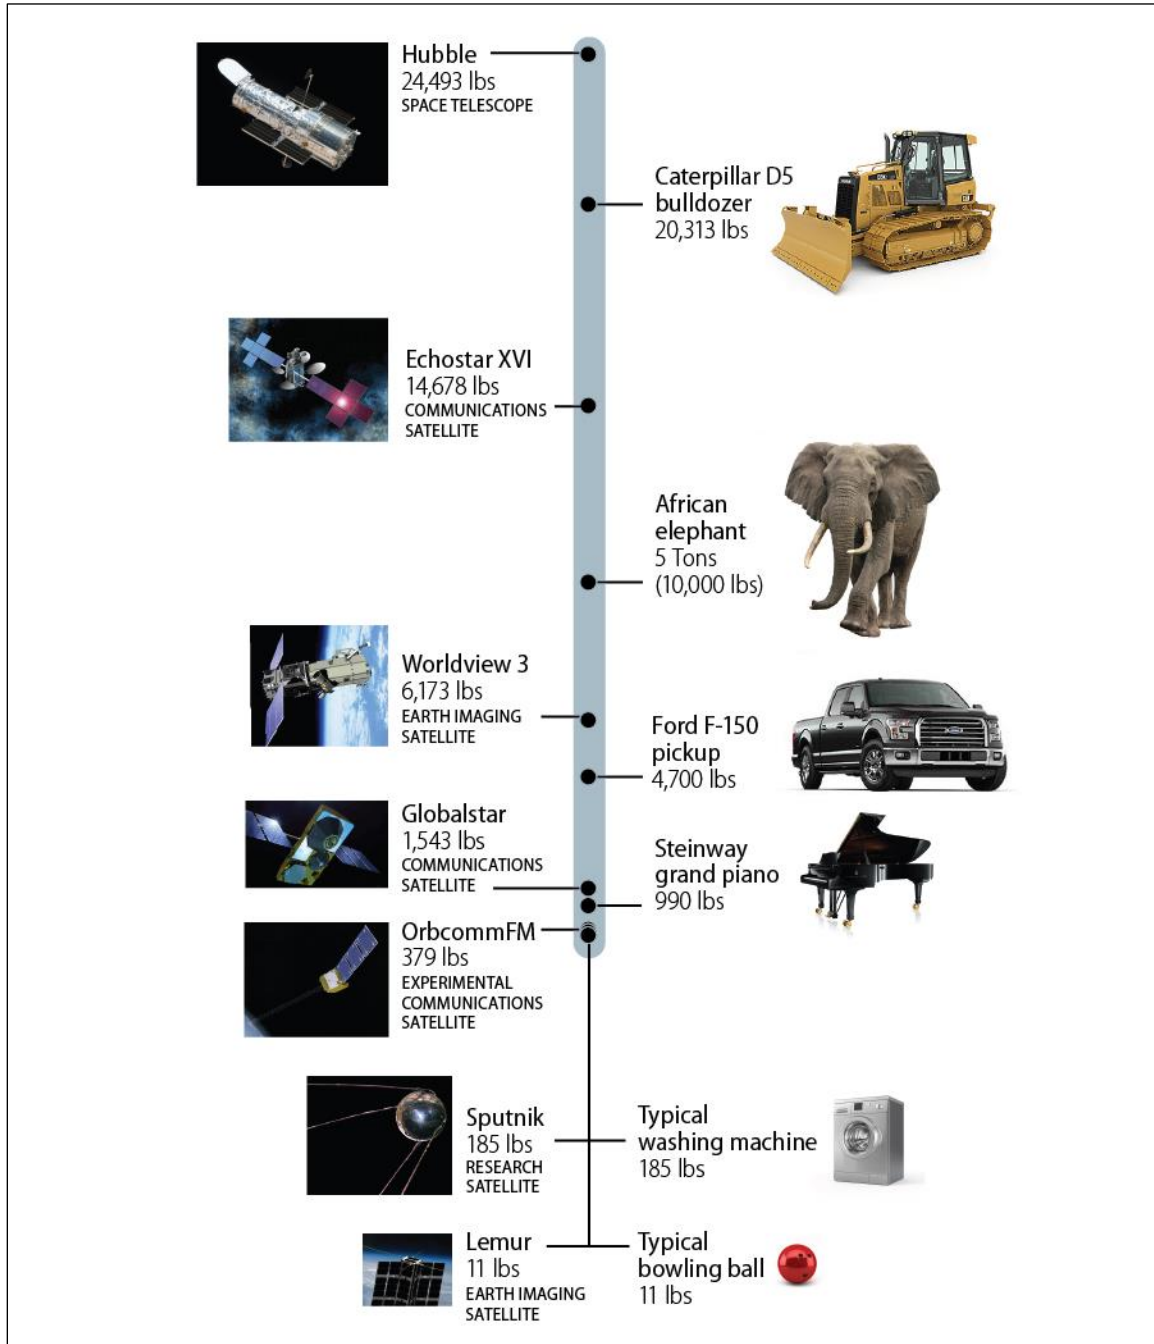 Hubble
24,493 lbs
SPACE TELESCOPE
Caterpillar D5
bulldozer
20,313 lbs
Echostar XVI
14,678 lbs
COMMUNICATIONS
SATELLITE
African
elephant
5 Tons
(10,000 lbs)
Worldview 3
6,173 lbs
EARTH IMAGING
SATELLITE
Ford F-150
pickup
4,700 lbs
Globalstar
1,543 lbs
COMMUNICATIONS
SATELLITE
Steinway
grand piano
990 lbs
OrbcommFM
379 lbs
EXPERIMENTAL
COMMUNICATIONS
SATELLITE
Sputnik
185 lbs
RESEARCH
SATELLITE
Typical
washing machine
185 lbs
Lemur
11 lbs
EARTH IMAGING
SATELLITE
Typical
bowling ball
11 lbs